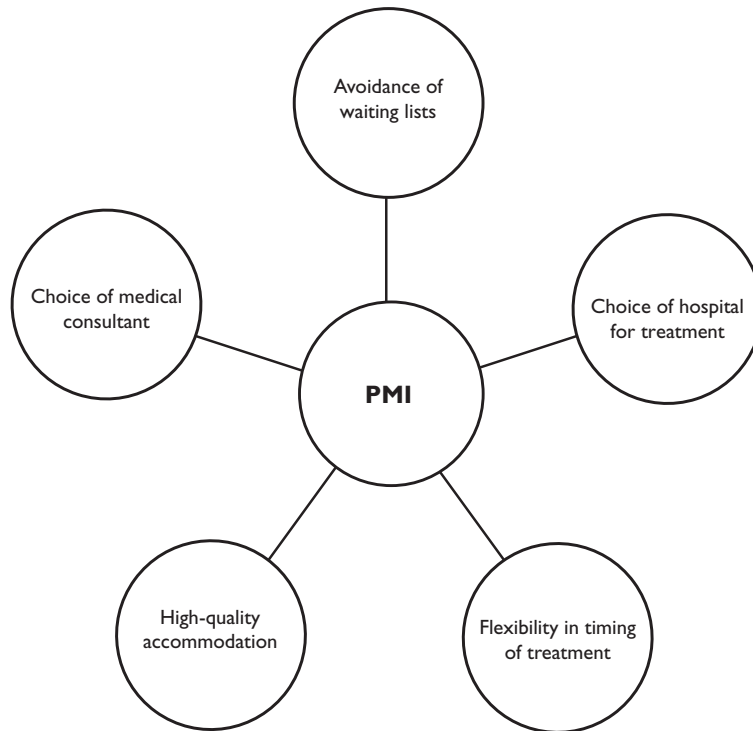 Avoidance of
waiting lists
Choice of medical
consultant
Choice of hospital
for treatment
PMI
High-quality
accommodation
Flexibility in timing
of treatment